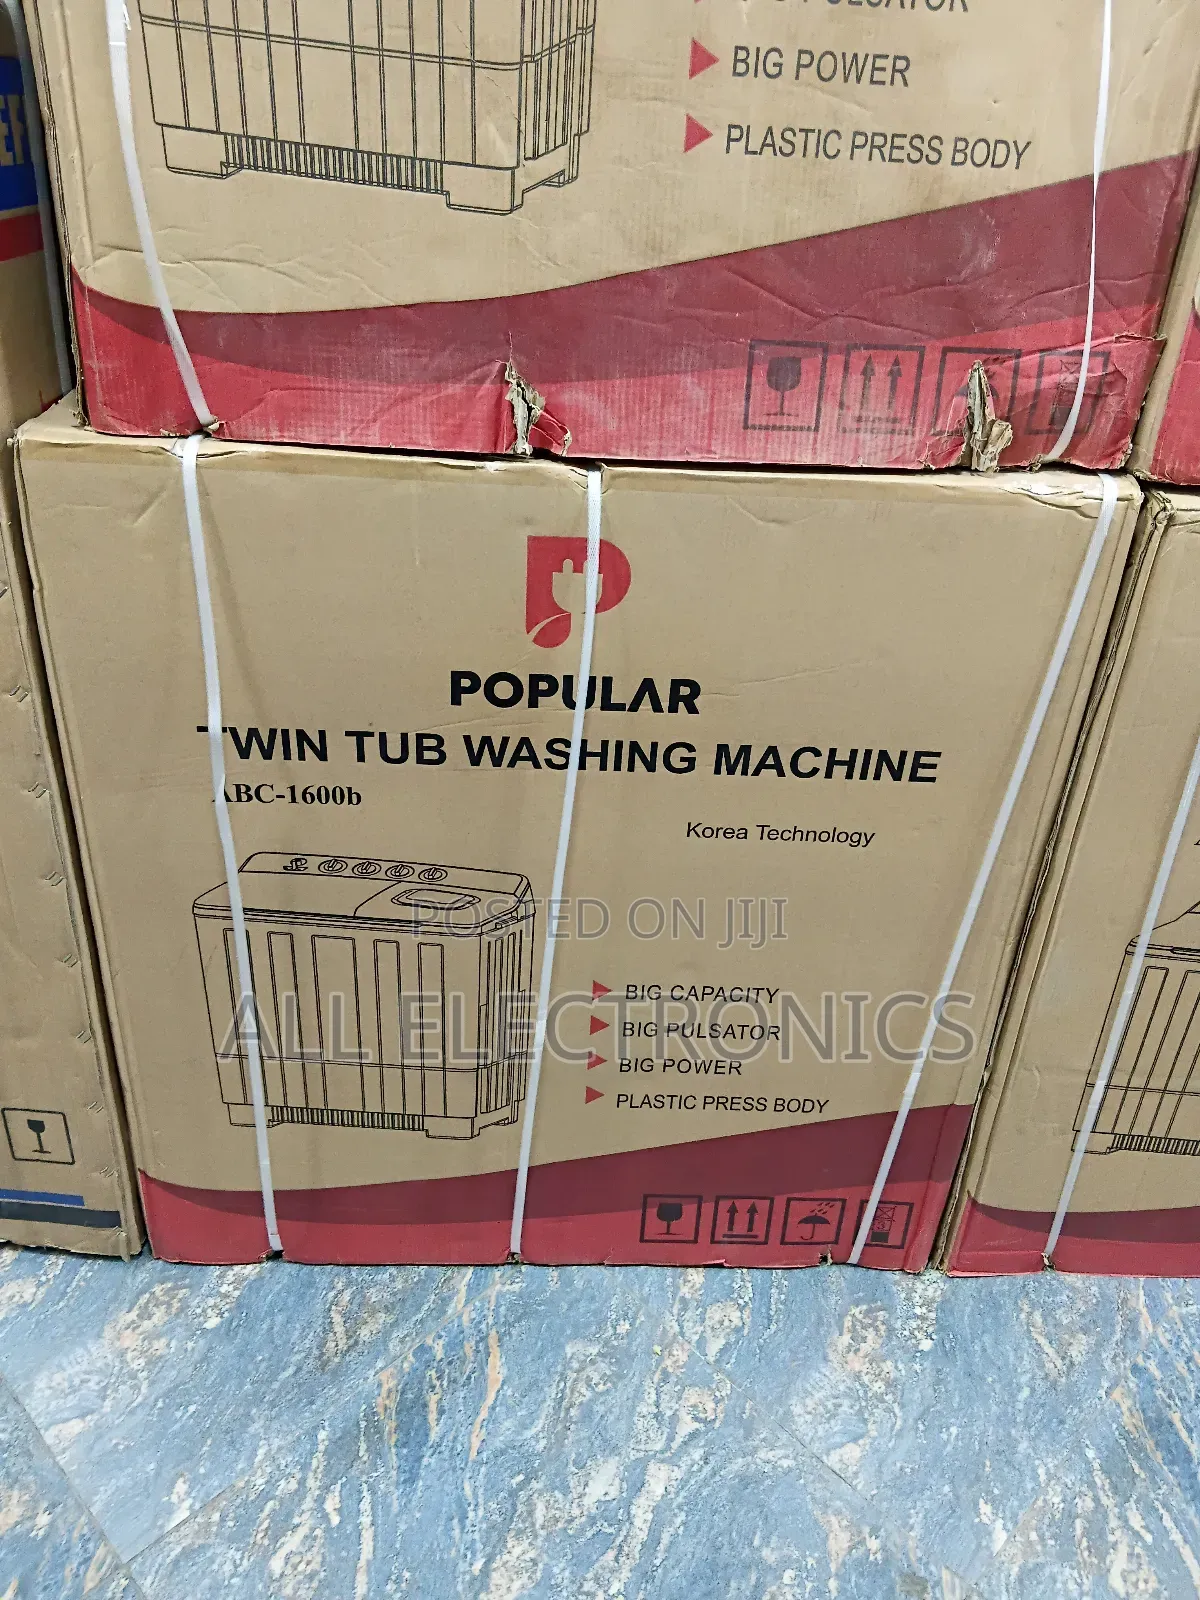 BIG POWER
PLASTIC PRESS BODY
POPULAR
TWIN TUB WASHING MACHINE
ABC-1600b
Korea Technology
POSTED ON JIJI
ALL ELECTRONICS
BIG CAPACITY
BIG PULSATOR
BIG POWER
PLASTIC PRESS BODY